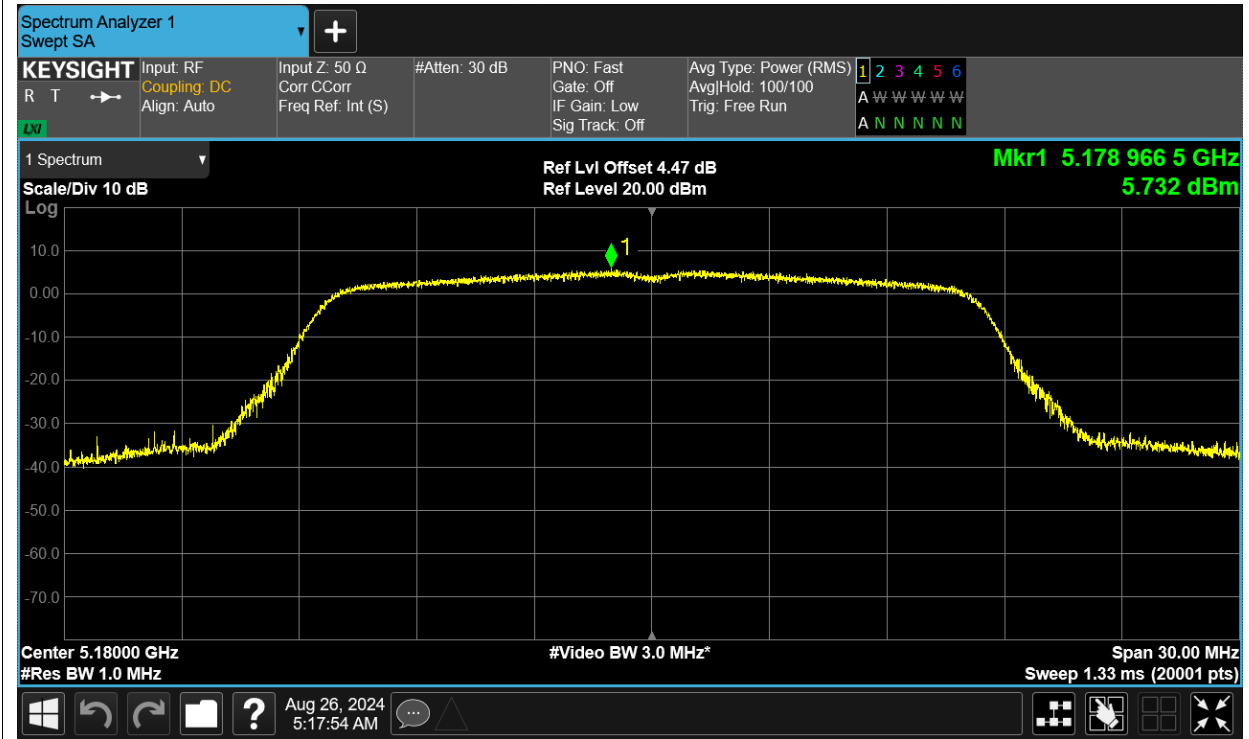 Spectrum Analyzer 1
Swept SA
KEYSIGHT
R T
LXI
Input: RF
Coupling: DC
Align: Auto
Input Z: 50 Ω
Corr CCorr
Freq Ref: Int (S)
#Atten: 30 dB
PNO: Fast
Gate: Off
IF Gain: Low
Sig Track: Off
Avg Type: Power (RMS)
Avg|Hold: 100/100
Trig: Free Run
1 2 3 4 5 6
A W W W W W
A N N N N N
1 Spectrum
Scale/Div 10 dB
Log
Ref Lvl Offset 4.47 dB
Ref Level 20.00 dBm
Mkr1 5.178 966 5 GHz
5.732 dBm
1
10.0
0.00
-10.0
-20.0
-30.0
-40.0
-50.0
-60.0
-70.0
Center 5.18000 GHz
#Res BW 1.0 MHz
#Video BW 3.0 MHz*
Span 30.00 MHz
Sweep 1.33 ms (20001 pts)
?
Aug 26, 2024
5:17:54 AM